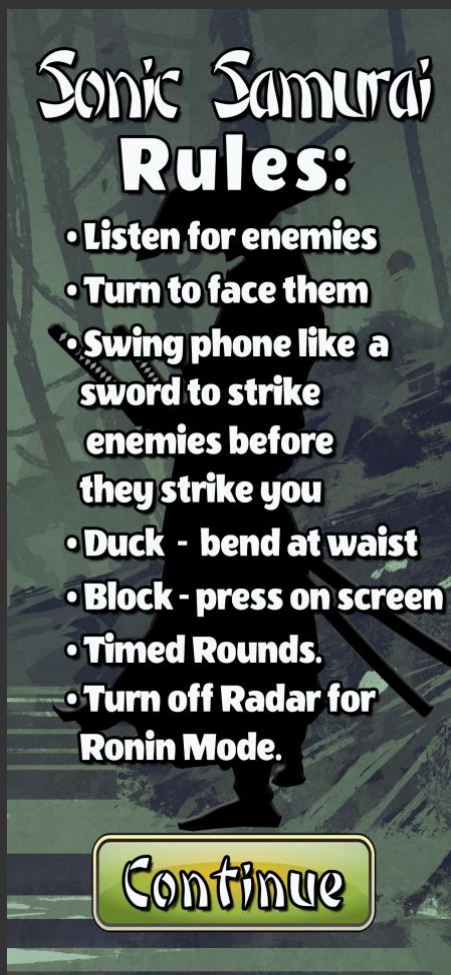 Sonic Samurai
Rules:
• Listen for enemies
• Turn to face them
• Swing phone like a
sword to strike
enemies before
they strike you
• Duck - bend at waist
• Block - press on screen
• Timed Rounds.
• Turn off Radar for
Ronin Mode.
Continue